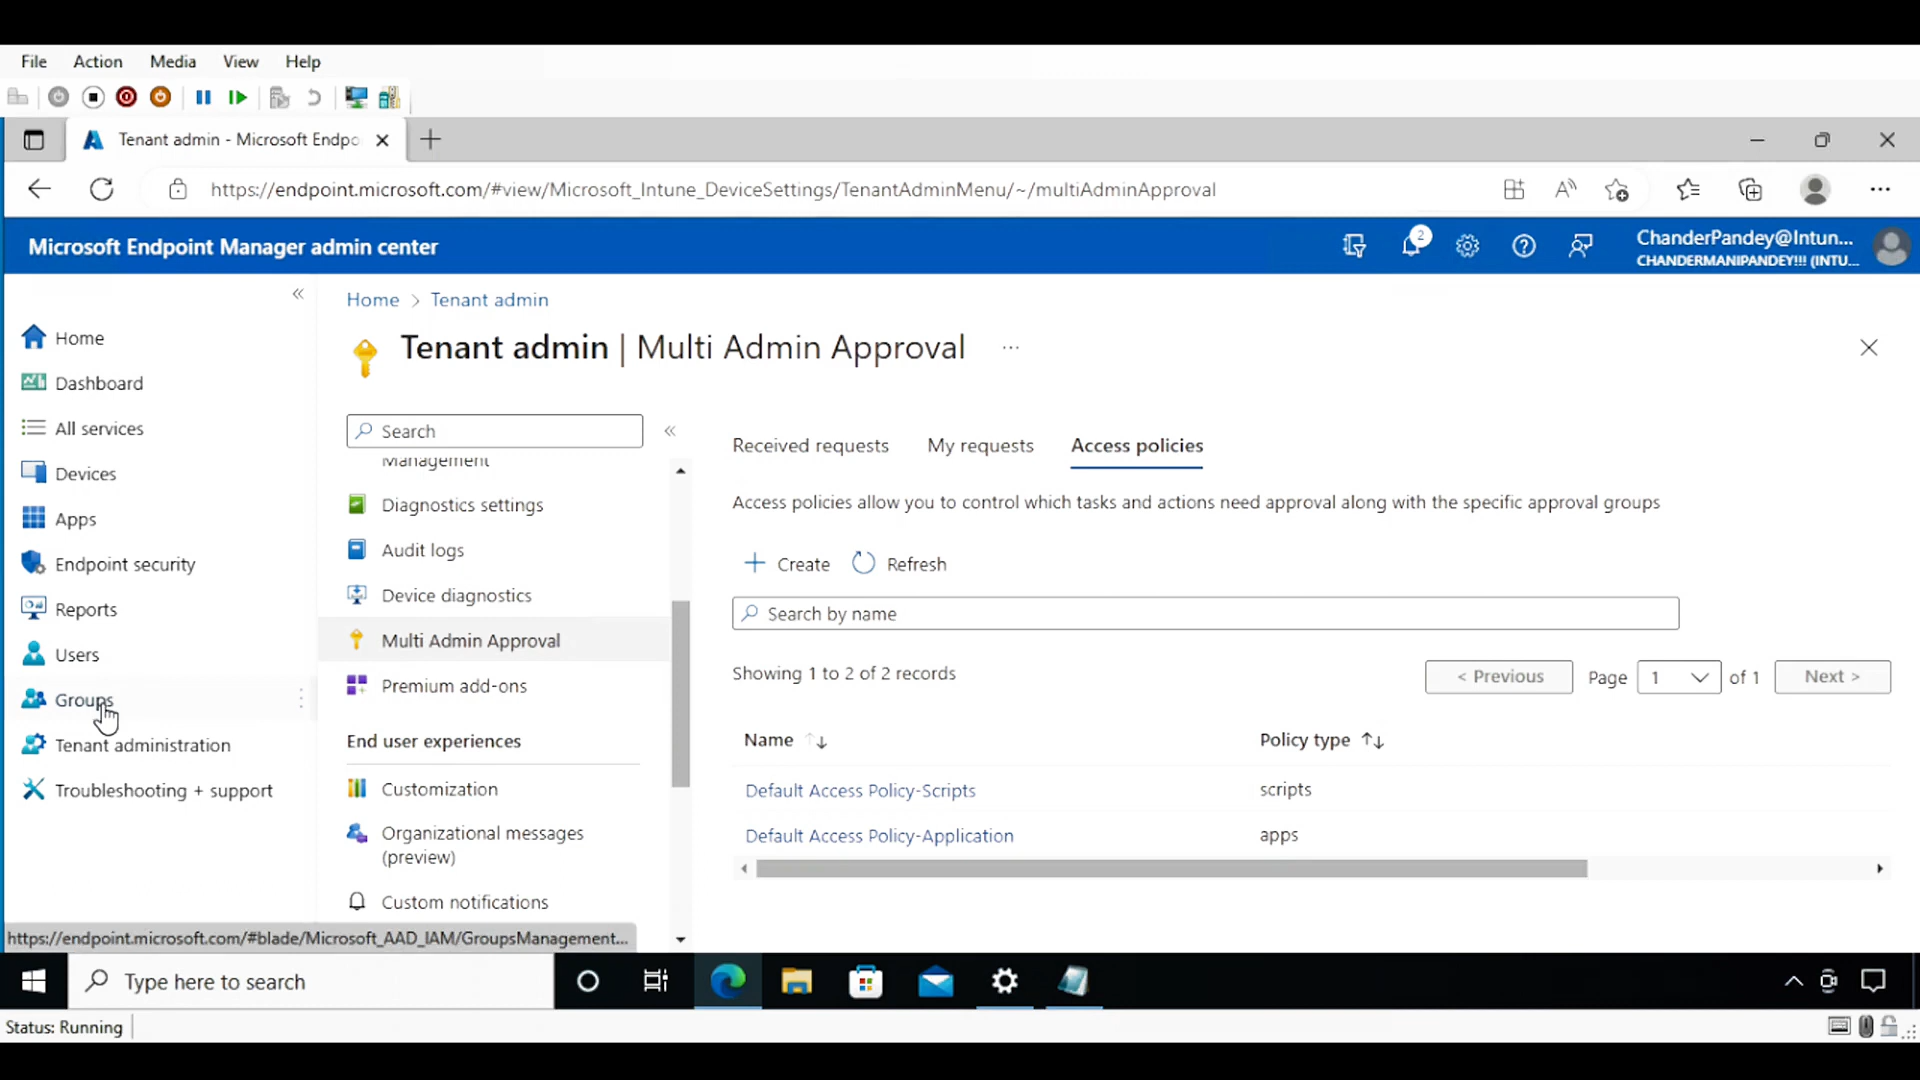 File Action Media View Help
Tenant admin - Microsoft Endpo
https://endpoint.microsoft.com/#view/Microsoft_Intune_DeviceSettings/TenantAdminMenu/~/multiAdminApproval
Microsoft Endpoint Manager admin center
2
ChanderPandey@Intun...
CHANDERMANIPANDEY!!! (INTU...
Home
Dashboard
All services
Devices
Apps
Endpoint security
Reports
Users
Groups
Tenant administration
Troubleshooting + support
Home > Tenant admin
Tenant admin | Multi Admin Approval ...
Search
Management
Diagnostics settings
Audit logs
Device diagnostics
Multi Admin Approval
Premium add-ons
End user experiences
Customization
Organizational messages
(preview)
Custom notifications
Received requests My requests Access policies
Access policies allow you to control which tasks and actions need approval along with the specific approval groups
+ Create Refresh
Search by name
Showing 1 to 2 of 2 records
< Previous Page 1 of 1 Next >
Name Policy type
Default Access Policy-Scripts scripts
Default Access Policy-Application apps
https://endpoint.microsoft.com/#blade/Microsoft_AAD_IAM/GroupsManagement...
Type here to search
Status: Running